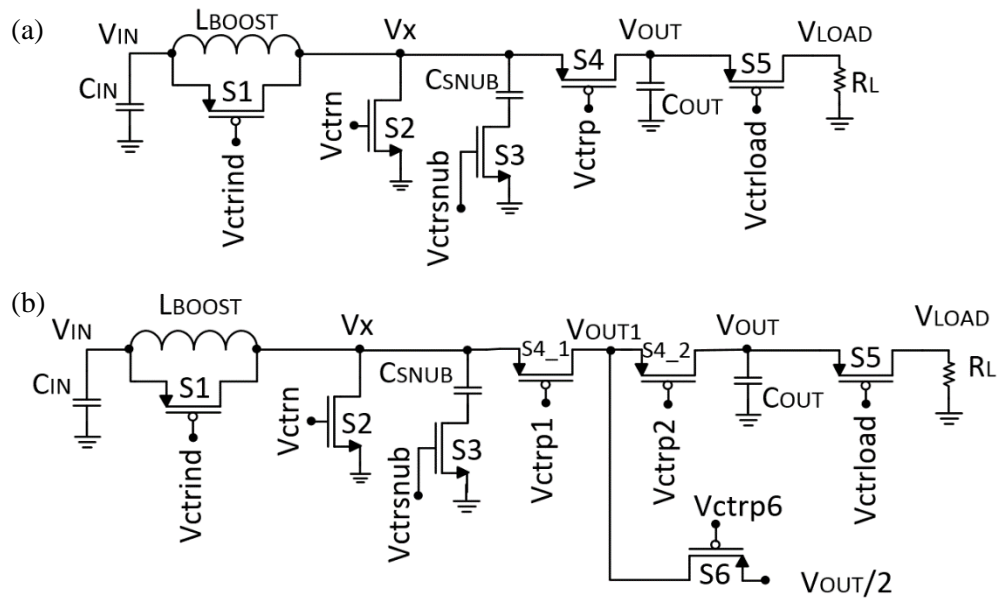 (a)
LBOOST
VIN
Vx
VOUT
VLOAD
CIN
S1
S4
S5
CSNUB
COUT
RL
Vctrn
S2
S3
Vctrind
Vctrsnub
Vctrp
Vctrload
(b)
LBOOST
VIN
Vx
VOUT1
VOUT
VLOAD
S4_1
S4_2
CIN
S1
CSNUB
S5
COUT
RL
Vctrn
S2
S3
Vctrind
Vctrsnub
Vctrp1
Vctrp2
Vctrload
Vctrp6
S6
VOUT/2